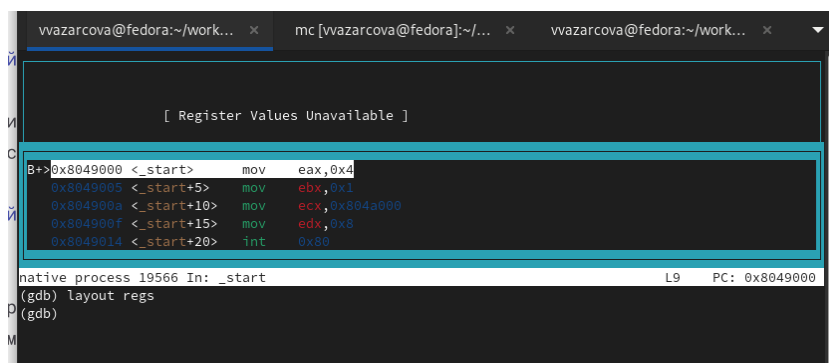 vvazarcova@fedora:~/work... × mc [vvazarcova@fedora]:~/... × vvazarcova@fedora:~/work... ×
й
[ Register Values Unavailable ]
и
с
B+>0x8049000 <_start> mov eax,0x4
0x8049005 <_start+5> mov ebx,0x1
0x804900a <_start+10> mov ecx,0x804a000
0x804900f <_start+15> mov edx,0x8
й
0x8049014 <_start+20> int 0x80
native process 19566 In: _start L9 PC: 0x8049000
(gdb) layout regs
р
(gdb)
м